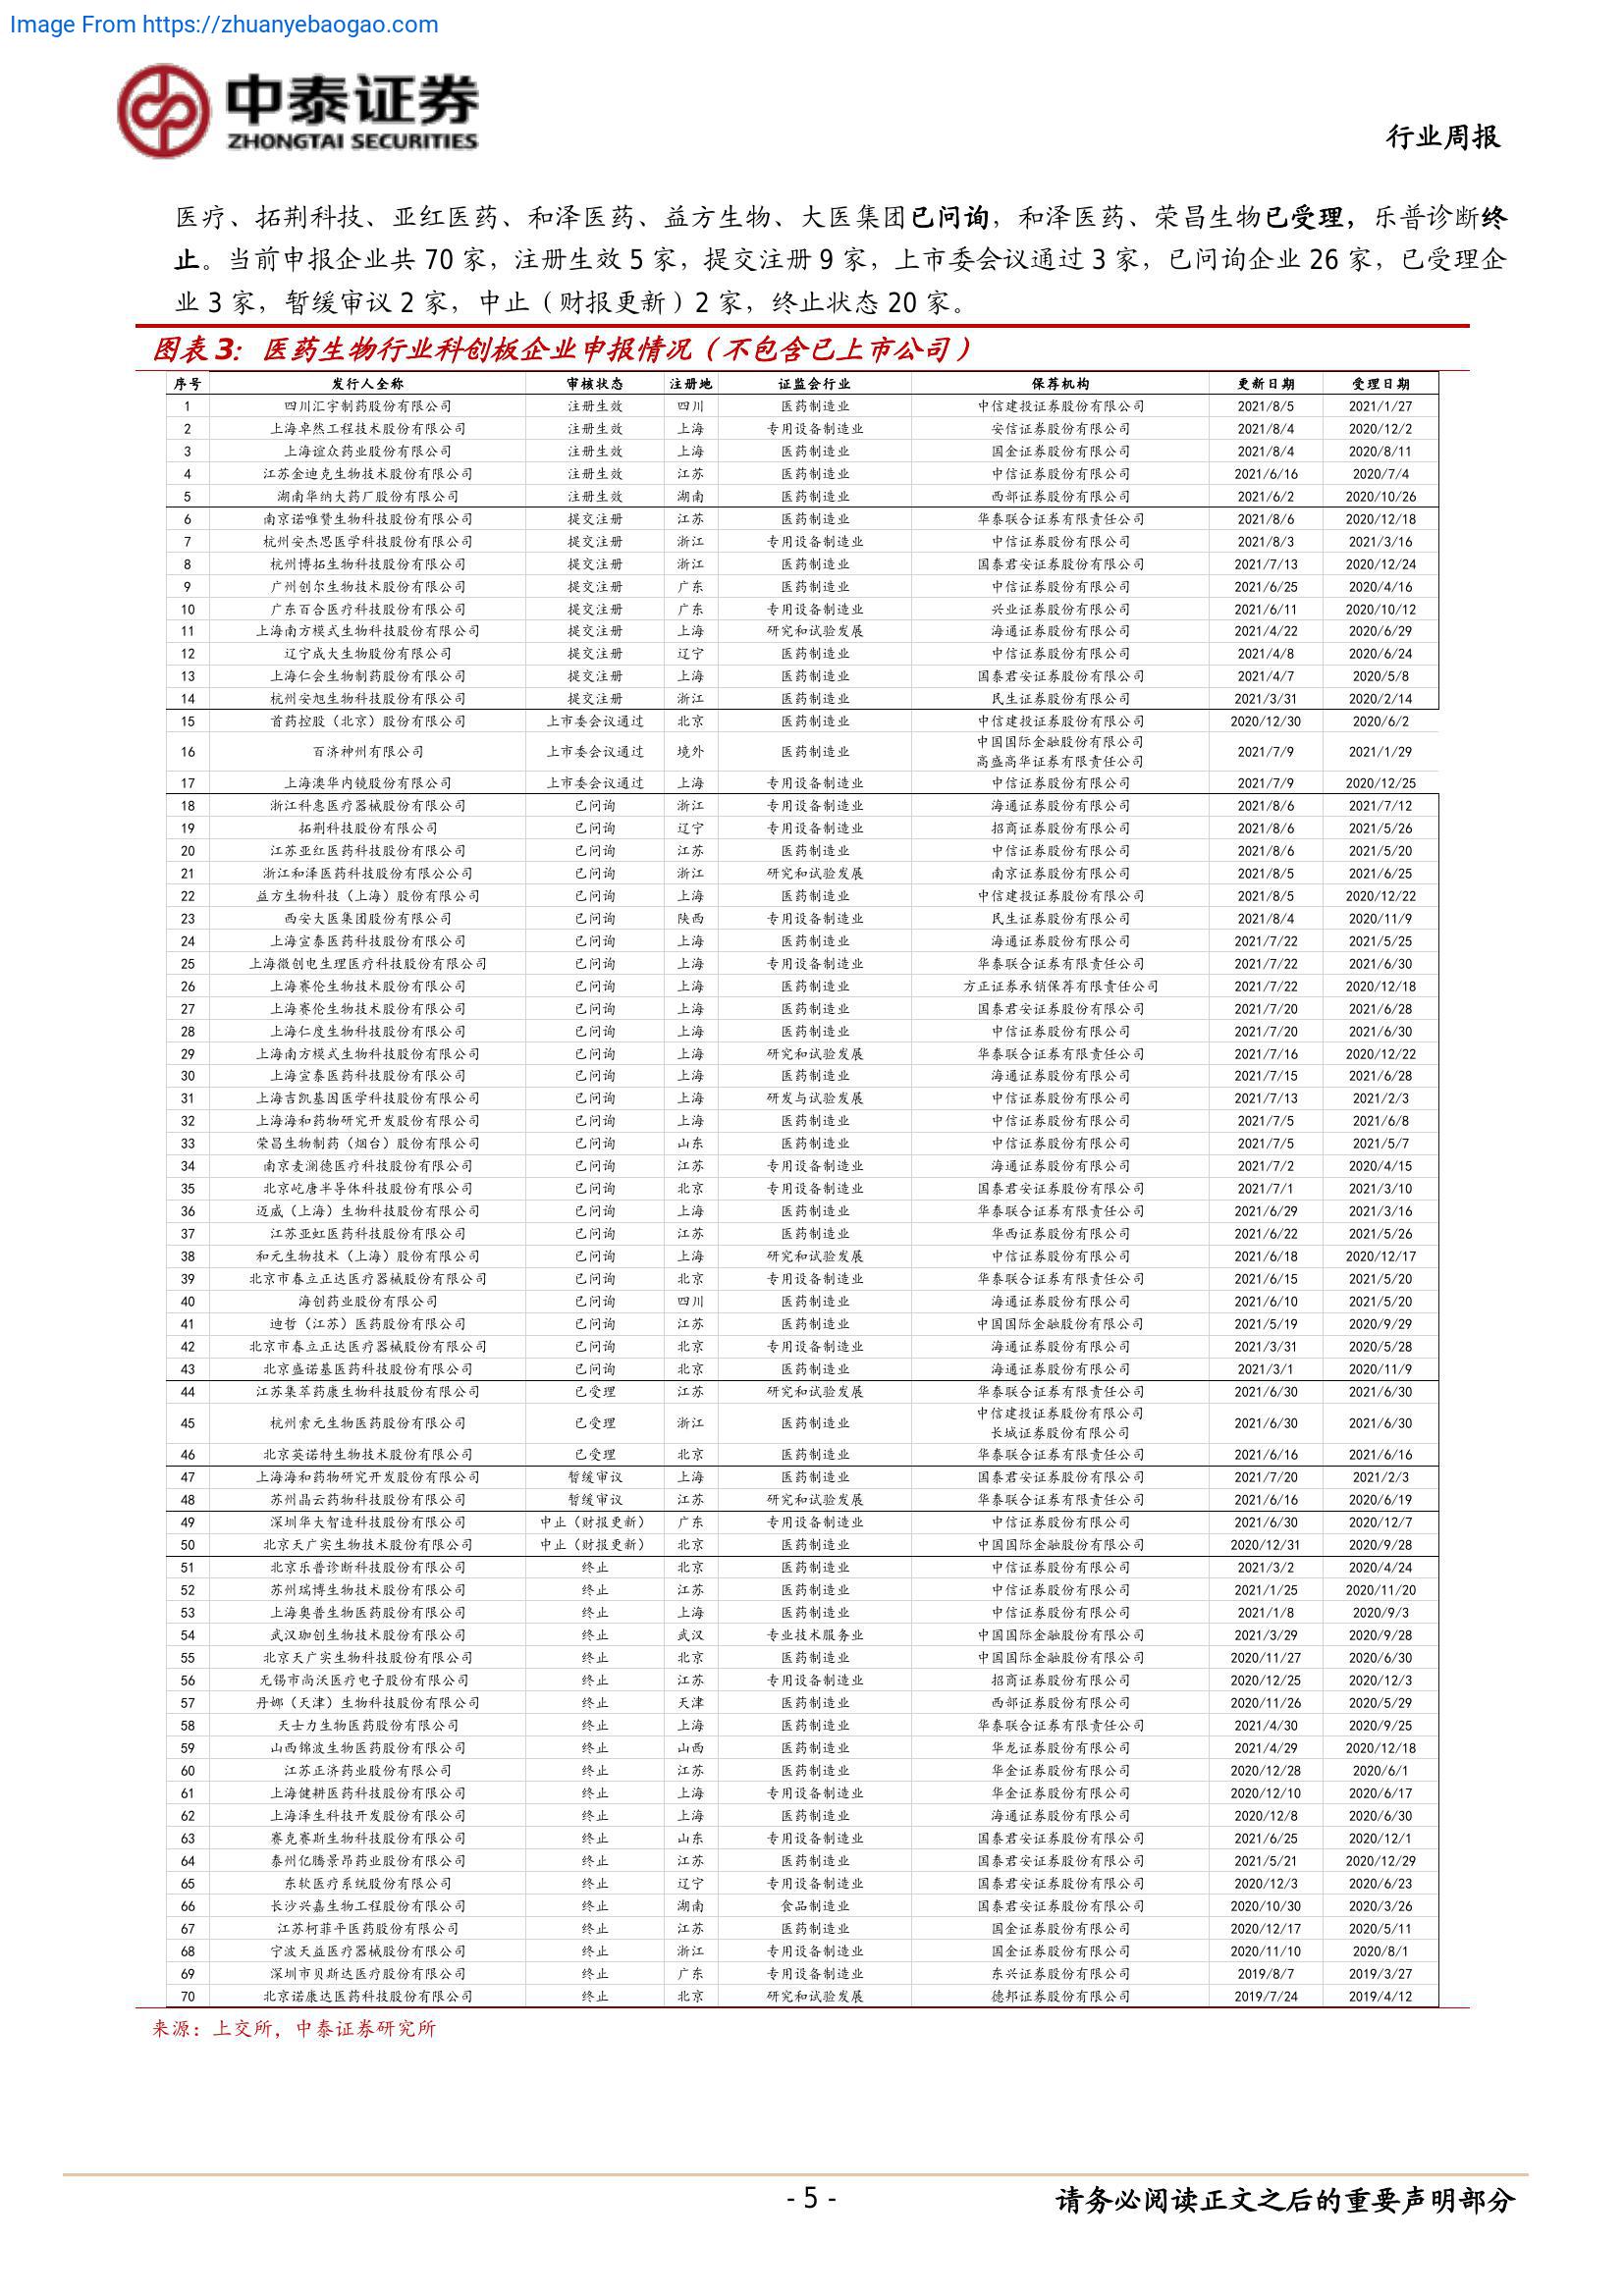 Image From https://zhuanyebaogao.com
中泰证券
ZHONGTAI SECURITIES
行业周报
医疗、拓荆科技、亚红医药、和泽医药、益方生物、大医集团已问询，和泽医药、荣昌生物已受理，乐普诊断终
止。当前申报企业共 70 家，注册生效 5 家，提交注册 9 家，上市委会议通过 3 家，已问询企业 26 家，已受理企
业 3 家，暂缓审议 2 家，中止（财报更新）2 家，终止状态 20 家。
图表 3：医药生物行业科创板企业申报情况（不包含已上市公司）
序号 发行人全称 审核状态 注册地 证监会行业 保荐机构 更新日期 受理日期
1 四川汇宇制药股份有限公司 注册生效 四川 医药制造业 中信建投证券股份有限公司 2021/8/5 2021/1/27
2 上海卓然工程技术股份有限公司 注册生效 上海 专用设备制造业 安信证券股份有限公司 2021/8/4 2020/12/2
3 上海谊众药业股份有限公司 注册生效 上海 医药制造业 国金证券股份有限公司 2021/8/4 2020/8/11
4 江苏金迪克生物技术股份有限公司 注册生效 江苏 医药制造业 中信证券股份有限公司 2021/6/16 2020/7/4
5 湖南华纳大药厂股份有限公司 注册生效 湖南 医药制造业 西部证券股份有限公司 2021/6/2 2020/10/26
6 南京诺唯赞生物科技股份有限公司 提交注册 江苏 医药制造业 华泰联合证券有限责任公司 2021/8/6 2020/12/18
7 杭州安杰思医学科技股份有限公司 提交注册 浙江 专用设备制造业 中信证券股份有限公司 2021/8/3 2021/3/16
8 杭州博拓生物科技股份有限公司 提交注册 浙江 医药制造业 国泰君安证券股份有限公司 2021/7/13 2020/12/24
9 广州创尔生物技术股份有限公司 提交注册 广东 医药制造业 中信证券股份有限公司 2021/6/25 2020/4/16
10 广东百合医疗科技股份有限公司 提交注册 广东 专用设备制造业 兴业证券股份有限公司 2021/6/11 2020/10/12
11 上海南方模式生物科技股份有限公司 提交注册 上海 研究和试验发展 海通证券股份有限公司 2021/4/22 2020/6/29
12 辽宁成大生物股份有限公司 提交注册 辽宁 医药制造业 中信证券股份有限公司 2021/4/8 2020/6/24
13 上海仁会生物制药股份有限公司 提交注册 上海 医药制造业 国泰君安证券股份有限公司 2021/4/7 2020/5/8
14 杭州安旭生物科技股份有限公司 提交注册 浙江 医药制造业 民生证券股份有限公司 2021/3/31 2020/2/14
15 首药控股（北京）股份有限公司 上市委会议通过 北京 医药制造业 中信建投证券股份有限公司 2020/12/30 2020/6/2
16 百济神州有限公司 上市委会议通过 境外 医药制造业 中国国际金融股份有限公司 高盛高华证券有限责任公司 2021/7/9 2021/1/29
17 上海澳华内镜股份有限公司 上市委会议通过 上海 专用设备制造业 中信证券股份有限公司 2021/7/9 2020/12/25
18 浙江科惠医疗器械股份有限公司 已问询 浙江 专用设备制造业 海通证券股份有限公司 2021/8/6 2021/7/12
19 拓荆科技股份有限公司 已问询 辽宁 专用设备制造业 招商证券股份有限公司 2021/8/6 2021/5/26
20 江苏亚红医药科技股份有限公司 已问询 江苏 医药制造业 中信证券股份有限公司 2021/8/6 2021/5/20
21 浙江和泽医药科技股份有限公公司 已问询 浙江 研究和试验发展 南京证券股份有限公司 2021/8/5 2021/6/25
22 益方生物科技（上海）股份有限公司 已问询 上海 医药制造业 中信建投证券股份有限公司 2021/8/5 2020/12/22
23 西安大医集团股份有限公司 已问询 陕西 专用设备制造业 民生证券股份有限公司 2021/8/4 2020/11/9
24 上海宣泰医药科技股份有限公司 已问询 上海 医药制造业 海通证券股份有限公司 2021/7/22 2021/5/25
25 上海微创电生理医疗科技股份有限公司 已问询 上海 专用设备制造业 华泰联合证券有限责任公司 2021/7/22 2021/6/30
26 上海赛伦生物技术股份有限公司 已问询 上海 医药制造业 方正证券承销保荐有限责任公司 2021/7/22 2020/12/18
27 上海赛伦生物技术股份有限公司 已问询 上海 医药制造业 国泰君安证券股份有限公司 2021/7/20 2021/6/28
28 上海仁度生物科技股份有限公司 已问询 上海 医药制造业 中信证券股份有限公司 2021/7/20 2021/6/30
29 上海南方模式生物科技股份有限公司 已问询 上海 研究和试验发展 华泰联合证券有限责任公司 2021/7/16 2020/12/22
30 上海宣泰医药科技股份有限公司 已问询 上海 医药制造业 海通证券股份有限公司 2021/7/15 2021/6/28
31 上海吉凯基因医学科技股份有限公司 已问询 上海 研发与试验发展 中信证券股份有限公司 2021/7/13 2021/2/3
32 上海海和药物研究开发股份有限公司 已问询 上海 医药制造业 中信证券股份有限公司 2021/7/5 2021/6/8
33 荣昌生物制药（烟台）股份有限公司 已问询 山东 医药制造业 中信证券股份有限公司 2021/7/5 2021/5/7
34 南京麦澜德医疗科技股份有限公司 已问询 江苏 专用设备制造业 海通证券股份有限公司 2021/7/2 2020/4/15
35 北京屹唐半导体科技股份有限公司 已问询 北京 专用设备制造业 国泰君安证券股份有限公司 2021/7/1 2021/3/10
36 迈威（上海）生物科技股份有限公司 已问询 上海 医药制造业 华泰联合证券有限责任公司 2021/6/29 2021/3/16
37 江苏亚虹医药科技股份有限公司 已问询 江苏 医药制造业 华西证券股份有限公司 2021/6/22 2021/5/26
38 和元生物技术（上海）股份有限公司 已问询 上海 研究和试验发展 中信证券股份有限公司 2021/6/18 2020/12/17
39 北京市春立正达医疗器械股份有限公司 已问询 北京 专用设备制造业 华泰联合证券有限责任公司 2021/6/15 2021/5/20
40 海创药业股份有限公司 已问询 四川 医药制造业 海通证券股份有限公司 2021/6/10 2021/5/20
41 迪哲（江苏）医药股份有限公司 已问询 江苏 医药制造业 中国国际金融股份有限公司 2021/5/19 2020/9/29
42 北京市春立正达医疗器械股份有限公司 已问询 北京 专用设备制造业 海通证券股份有限公司 2021/3/31 2020/5/28
43 北京盛诺基医药科技股份有限公司 已问询 北京 医药制造业 海通证券股份有限公司 2021/3/1 2020/11/9
44 江苏集萃药康生物科技股份有限公司 已受理 江苏 研究和试验发展 华泰联合证券有限责任公司 2021/6/30 2021/6/30
45 杭州索元生物医药股份有限公司 已受理 浙江 医药制造业 中信建投证券股份有限公司 长城证券股份有限公司 2021/6/30 2021/6/30
46 北京英诺特生物技术股份有限公司 已受理 北京 医药制造业 华泰联合证券有限责任公司 2021/6/16 2021/6/16
47 上海海和药物研究开发股份有限公司 暂缓审议 上海 医药制造业 国泰君安证券股份有限公司 2021/7/20 2021/2/3
48 苏州晶云药物科技股份有限公司 暂缓审议 江苏 研究和试验发展 华泰联合证券有限责任公司 2021/6/16 2020/6/19
49 深圳华大智造科技股份有限公司 中止（财报更新） 广东 专用设备制造业 中信证券股份有限公司 2021/6/30 2020/12/7
50 北京天广实生物技术股份有限公司 中止（财报更新） 北京 医药制造业 中国国际金融股份有限公司 2020/12/31 2020/9/28
51 北京乐普诊断科技股份有限公司 终止 北京 医药制造业 中信证券股份有限公司 2021/3/2 2020/4/24
52 苏州瑞博生物技术股份有限公司 终止 江苏 医药制造业 中信证券股份有限公司 2021/1/25 2020/11/20
53 上海奥普生物医药股份有限公司 终止 上海 医药制造业 中信证券股份有限公司 2021/1/8 2020/9/3
54 武汉珈创生物技术股份有限公司 终止 武汉 专业技术服务业 中国国际金融股份有限公司 2021/3/29 2020/9/28
55 北京天广实生物科技股份有限公司 终止 北京 医药制造业 中国国际金融股份有限公司 2020/11/27 2020/6/30
56 无锡市尚沃医疗电子股份有限公司 终止 江苏 专用设备制造业 招商证券股份有限公司 2020/12/25 2020/12/3
57 丹娜（天津）生物科技股份有限公司 终止 天津 医药制造业 西部证券股份有限公司 2020/11/26 2020/5/29
58 天士力生物医药股份有限公司 终止 上海 医药制造业 华泰联合证券有限责任公司 2021/4/30 2020/9/25
59 山西锦波生物医药股份有限公司 终止 山西 医药制造业 华龙证券股份有限公司 2021/4/29 2020/12/18
60 江苏正济药业股份有限公司 终止 江苏 医药制造业 华金证券股份有限公司 2020/12/28 2020/6/1
61 上海健耕医药科技股份有限公司 终止 上海 专用设备制造业 华金证券股份有限公司 2020/12/10 2020/6/17
62 上海泽生科技开发股份有限公司 终止 上海 医药制造业 海通证券股份有限公司 2020/12/8 2020/6/30
63 赛克赛斯生物科技股份有限公司 终止 山东 专用设备制造业 国泰君安证券股份有限公司 2021/6/25 2020/12/1
64 泰州亿腾景昂药业股份有限公司 终止 江苏 医药制造业 国泰君安证券股份有限公司 2021/5/21 2020/12/29
65 东软医疗系统股份有限公司 终止 辽宁 专用设备制造业 国泰君安证券股份有限公司 2020/12/3 2020/6/23
66 长沙兴嘉生物工程股份有限公司 终止 湖南 食品制造业 国泰君安证券股份有限公司 2020/10/30 2020/3/26
67 江苏柯菲平医药股份有限公司 终止 江苏 医药制造业 国金证券股份有限公司 2020/12/17 2020/5/11
68 宁波天益医疗器械股份有限公司 终止 浙江 专用设备制造业 国金证券股份有限公司 2020/11/10 2020/8/1
69 深圳市贝斯达医疗股份有限公司 终止 广东 专用设备制造业 东兴证券股份有限公司 2019/8/7 2019/3/27
70 北京诺康达医药科技股份有限公司 终止 北京 研究和试验发展 德邦证券股份有限公司 2019/7/24 2019/4/12
来源：上交所，中泰证券研究所
- 5 -
请务必阅读正文之后的重要声明部分